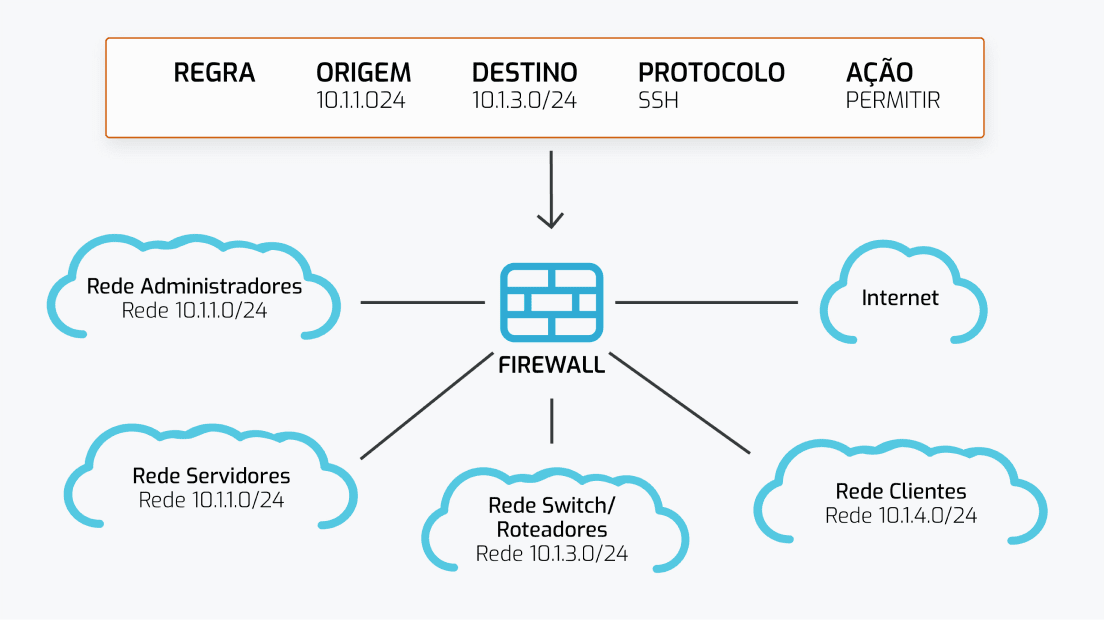 REGRA ORIGEM DESTINO PROTOCOLO AÇÃO
10.1.1.024 10.1.3.0/24 SSH PERMITIR
Rede Administradores
Rede 10.1.1.0/24
Internet
FIREWALL
Rede Servidores
Rede 10.1.1.0/24
Rede Switch/
Roteadores
Rede 10.1.3.0/24
Rede Clientes
Rede 10.1.4.0/24